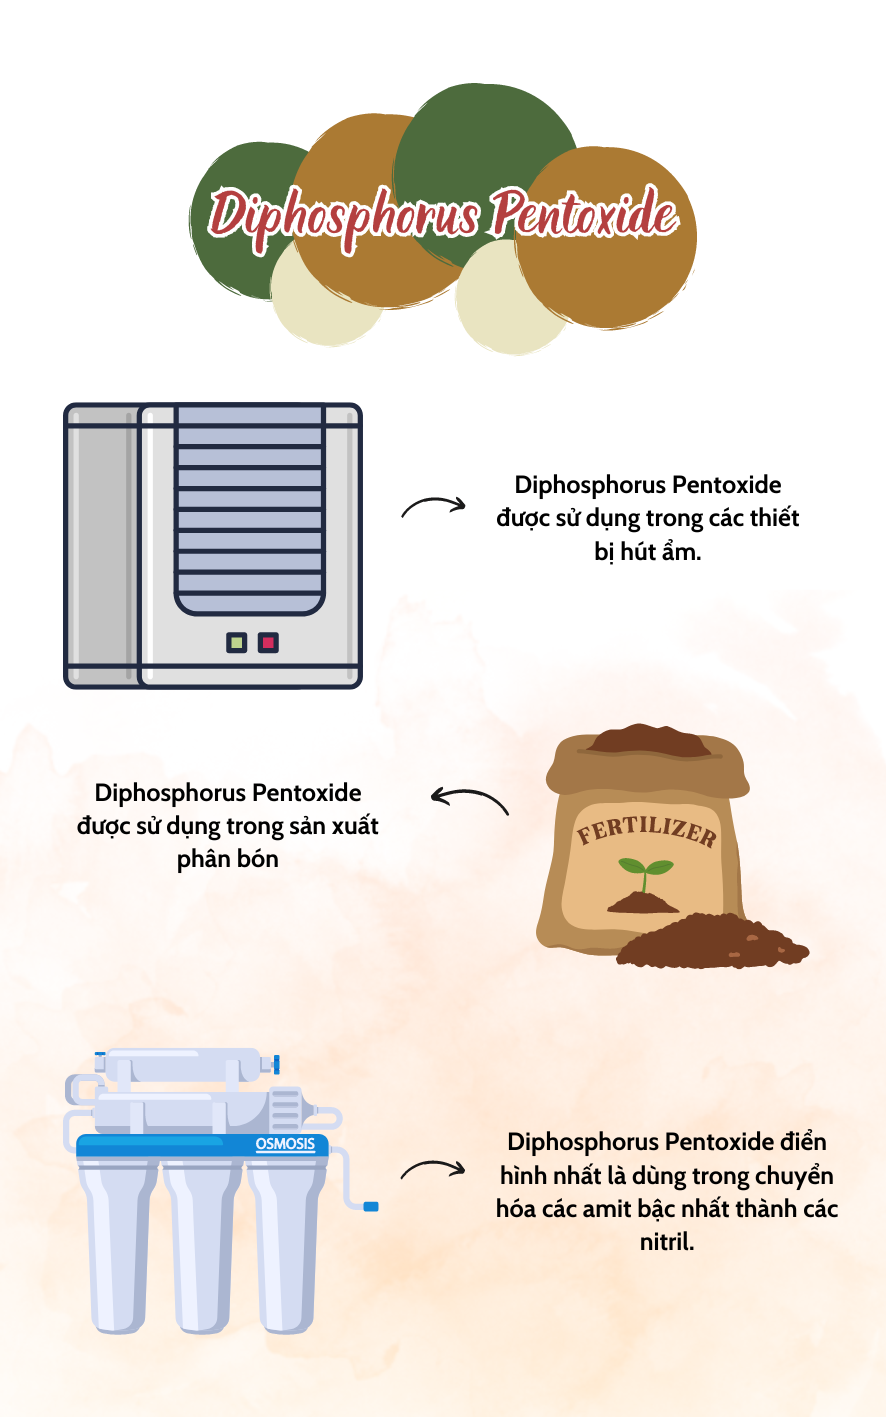 Diphosphorus Pentoxide
Diphosphorus Pentoxide
được sử dụng trong các thiết
bị hút ẩm.
Diphosphorus Pentoxide
được sử dụng trong sản xuất
phân bón
FERTILIZER
OSMOSIS
Diphosphorus Pentoxide điển
hình nhất là dùng trong chuyển
hóa các amit bậc nhất thành các
nitril.